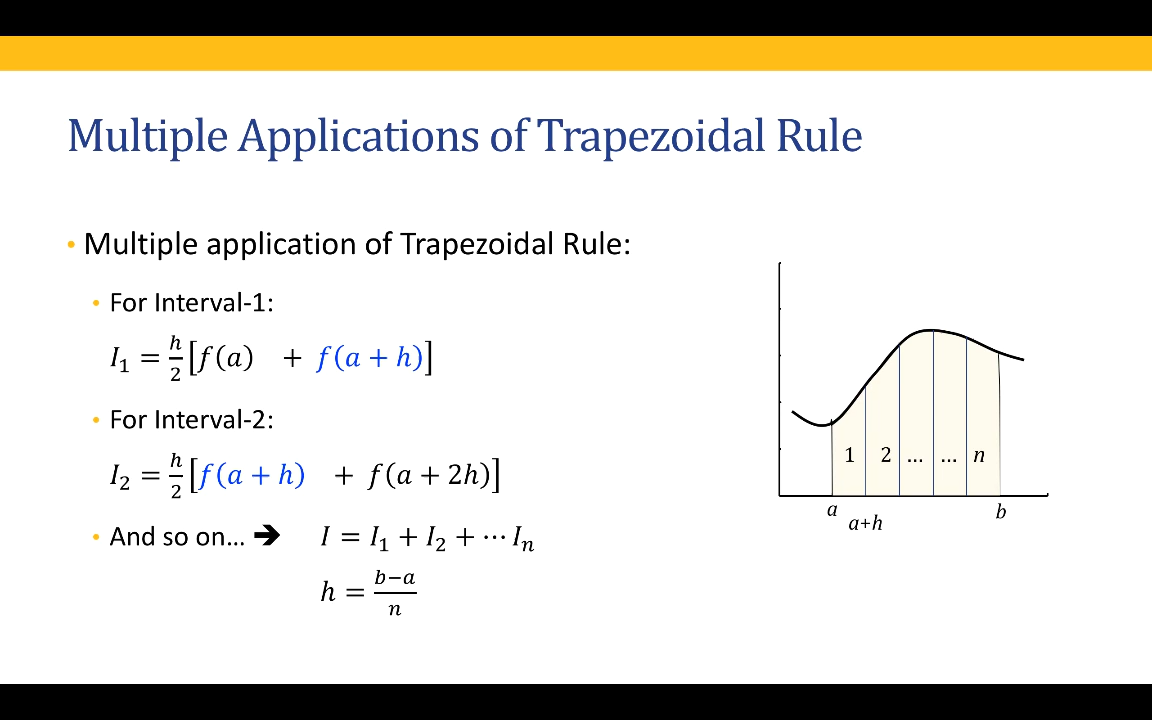 Multiple Applications of Trapezoidal Rule
• Multiple application of Trapezoidal Rule:
• For Interval-1:
I₁ = h/2 [f(a) + f(a + h)]
• For Interval-2:
I₂ = h/2 [f(a + h) + f(a + 2h)]
• And so on… ➔ I = I₁ + I₂ + ⋯ Iₙ
h = b−a/n
1 2 … … n
a b
a+h